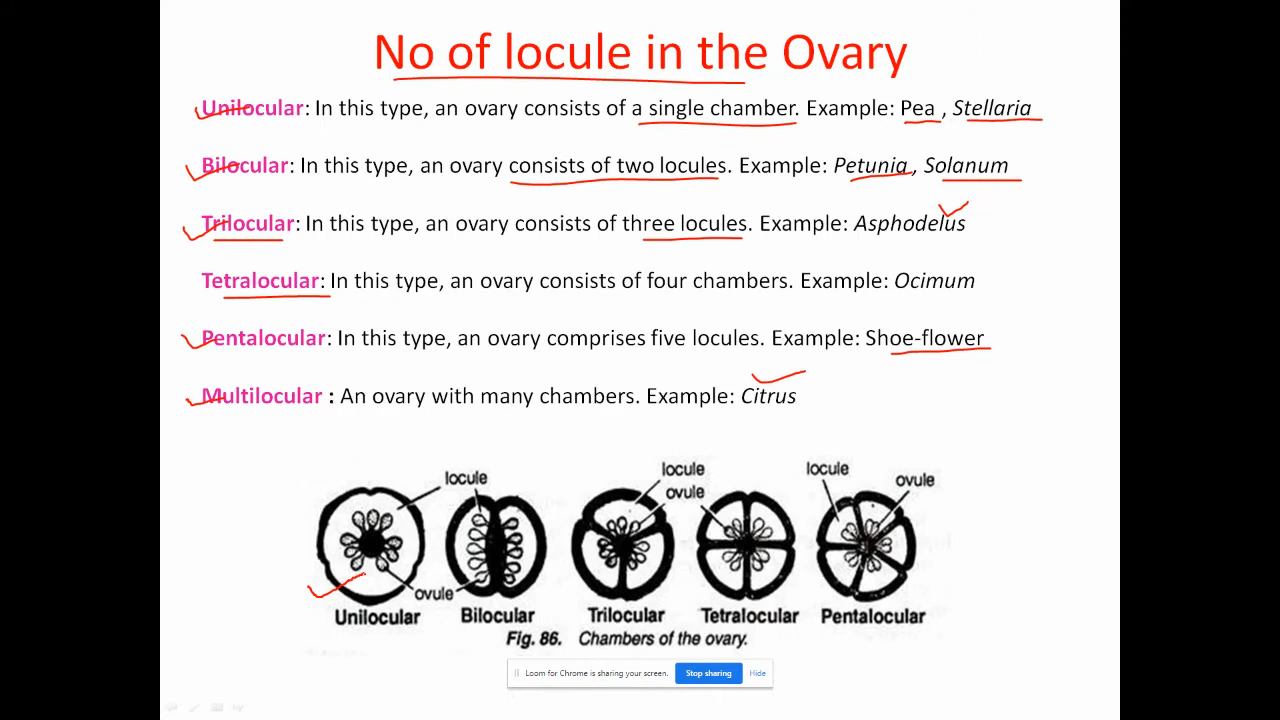 No of locule in the Ovary
Unilocular: In this type, an ovary consists of a single chamber. Example: Pea , Stellaria
Bilocular: In this type, an ovary consists of two locules. Example: Petunia , Solanum
Trilocular: In this type, an ovary consists of three locules. Example: Asphodelus
Tetralocular: In this type, an ovary consists of four chambers. Example: Ocimum
Pentalocular: In this type, an ovary comprises five locules. Example: Shoe-flower
Multilocular : An ovary with many chambers. Example: Citrus
locule
locule
ovule
locule
ovule
ovule
Unilocular Bilocular Trilocular Tetralocular Pentalocular
Fig. 86. Chambers of the ovary.
Loom for Chrome is sharing your screen. Stop sharing Hide